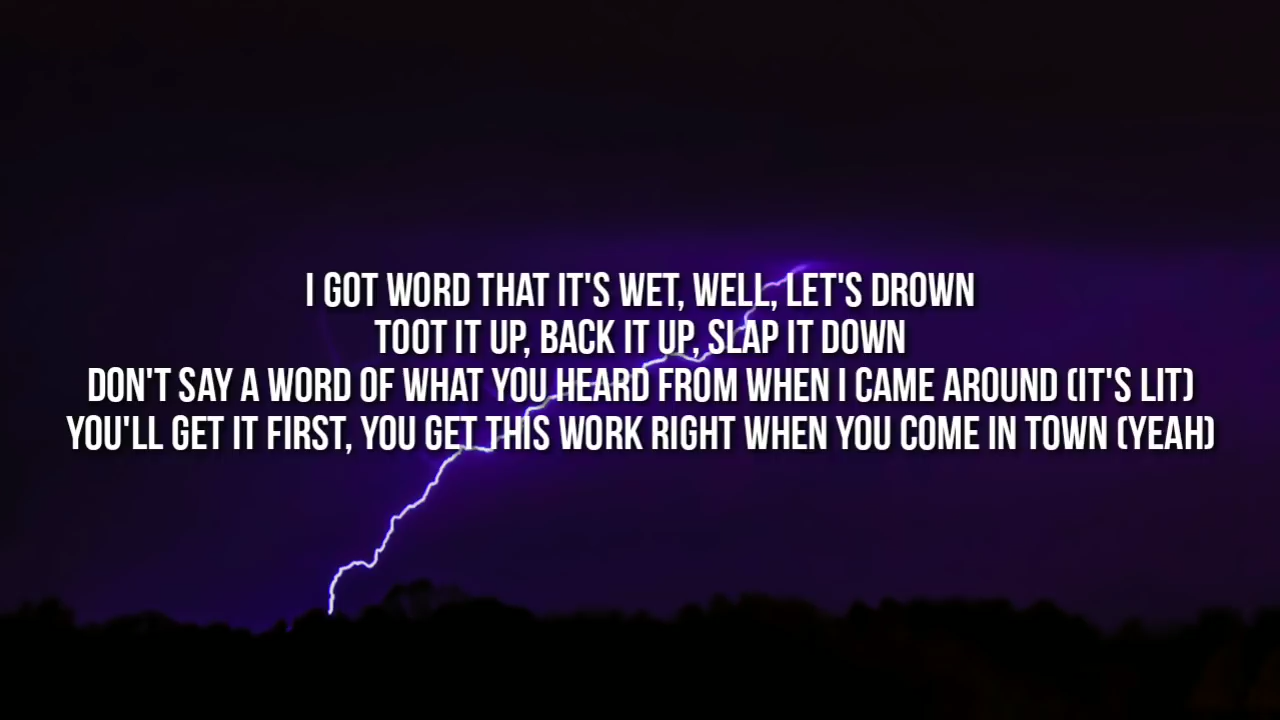 I GOT WORD THAT IT'S WET, WELL, LET'S DROWN
TOOT IT UP, BACK IT UP, SLAP IT DOWN
DON'T SAY A WORD OF WHAT YOU HEARD FROM WHEN I CAME AROUND (IT'S LIT)
YOU'LL GET IT FIRST, YOU GET THIS WORK RIGHT WHEN YOU COME IN TOWN (YEAH)